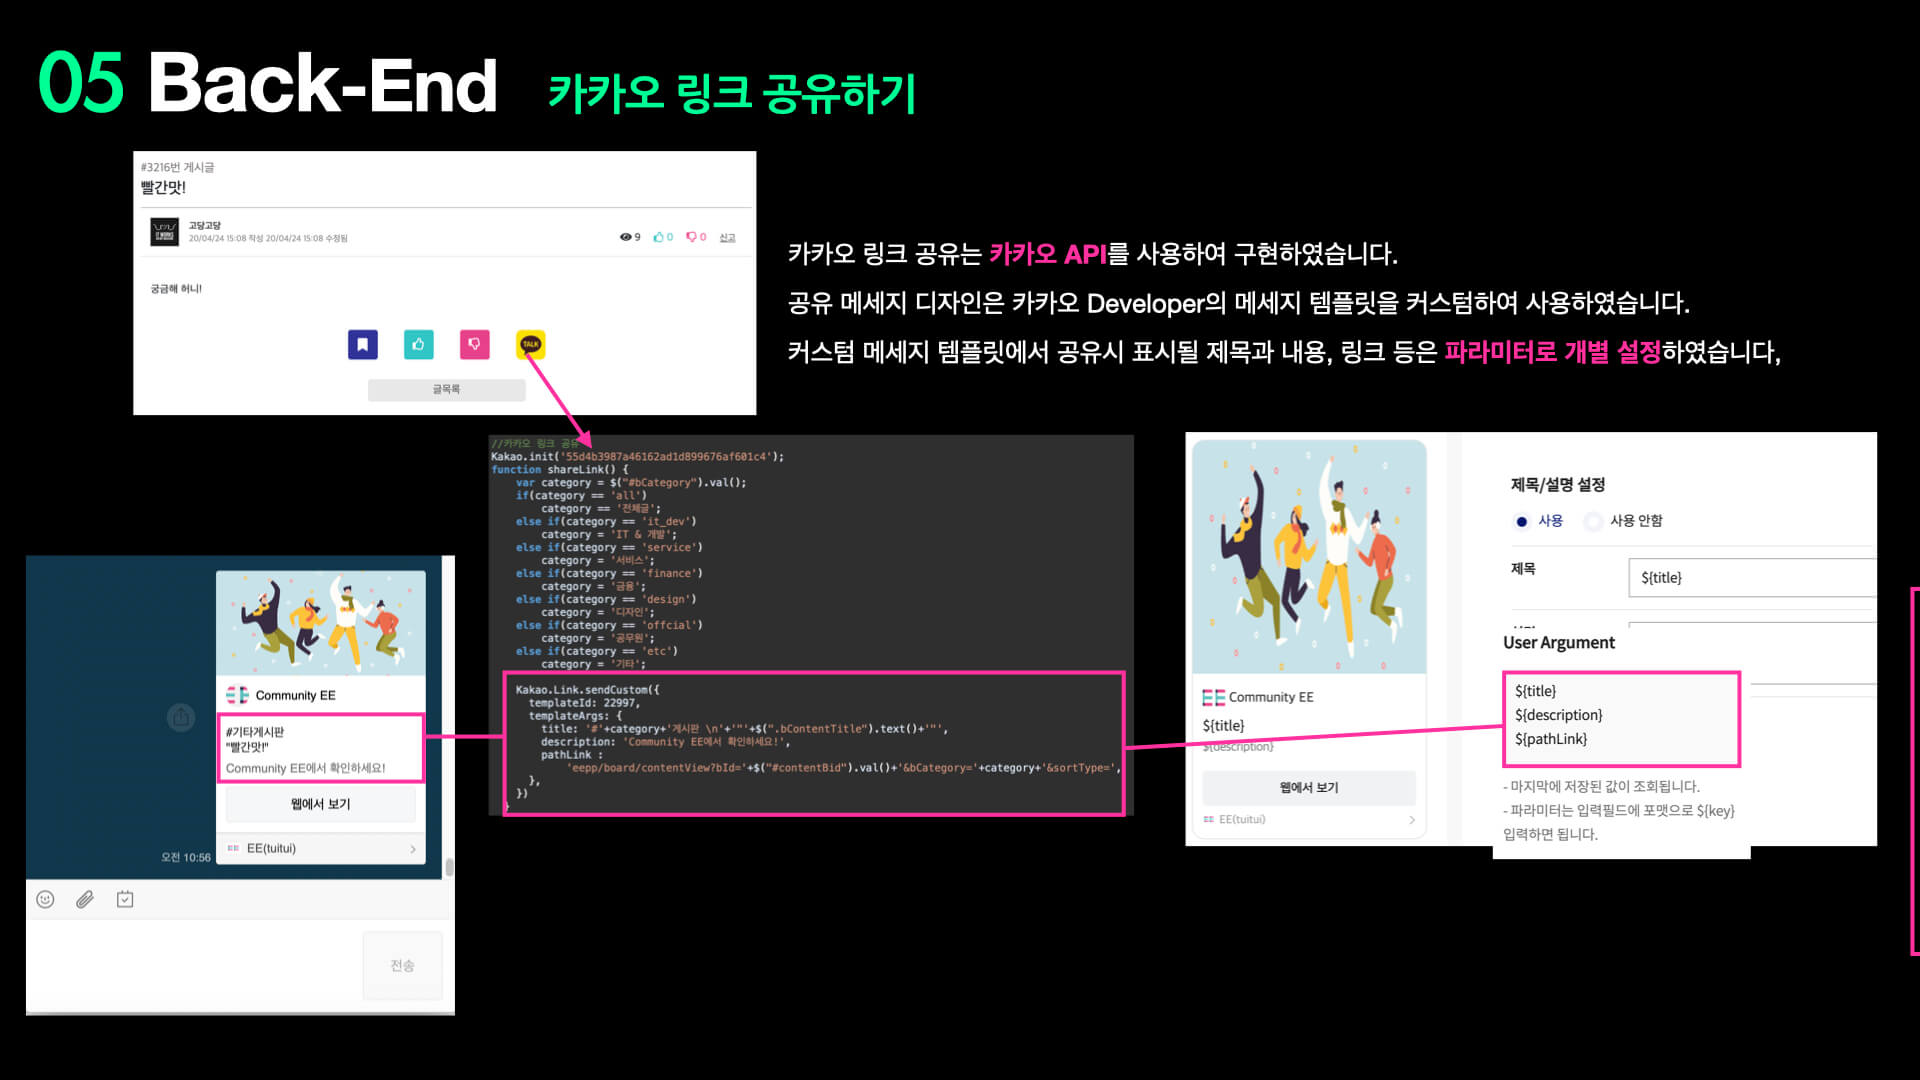 05 Back-End 카카오 링크 공유하기
#3216번 게시글
빨간맛!
고당고당
20/04/24 15:08 작성 20/04/24 15:08 수정됨
9 0 0 신고
궁금해 허니!
TALK
글목록
카카오 링크 공유는 카카오 API를 사용하여 구현하였습니다.
공유 메세지 디자인은 카카오 Developer의 메세지 템플릿을 커스텀하여 사용하였습니다.
커스텀 메세지 템플릿에서 공유시 표시될 제목과 내용, 링크 등은 파라미터로 개별 설정하였습니다,
//카카오 링크 공유
Kakao.init('55d4b3987a46162ad1d899676af601c4');
function shareLink() {
var category = $("#bCategory").val();
if(category == 'all')
category == '전체글';
else if(category == 'it_dev')
category = 'IT & 개발';
else if(category == 'service')
category = '서비스';
else if(category == 'finance')
category = '금융';
else if(category == 'design')
category = '디자인';
else if(category == 'offcial')
category = '공무원';
else if(category == 'etc')
category = '기타';
Kakao.Link.sendCustom({
templateId: 22997,
templateArgs: {
title: '#'+category+'게시판 \n'+'"'+$(".bContentTitle").text()+'"',
description: 'Community EE에서 확인하세요!',
pathLink :
'eepp/board/contentView?bId='+$("#contentBid").val()+'&bCategory='+category+'&sortType=',
},
})
}
Community EE
#기타게시판
"빨간맛!"
Community EE에서 확인하세요!
웹에서 보기
EE(tuitui)
오전 10:56
전송
Community EE
${title}
${description}
웹에서 보기
EE(tuitui)
제목/설명 설정
사용 사용 안함
제목 ${title}
User Argument
${title}
${description}
${pathLink}
- 마지막에 저장된 값이 조회됩니다.
- 파라미터는 입력필드에 포맷으로 ${key}
입력하면 됩니다.